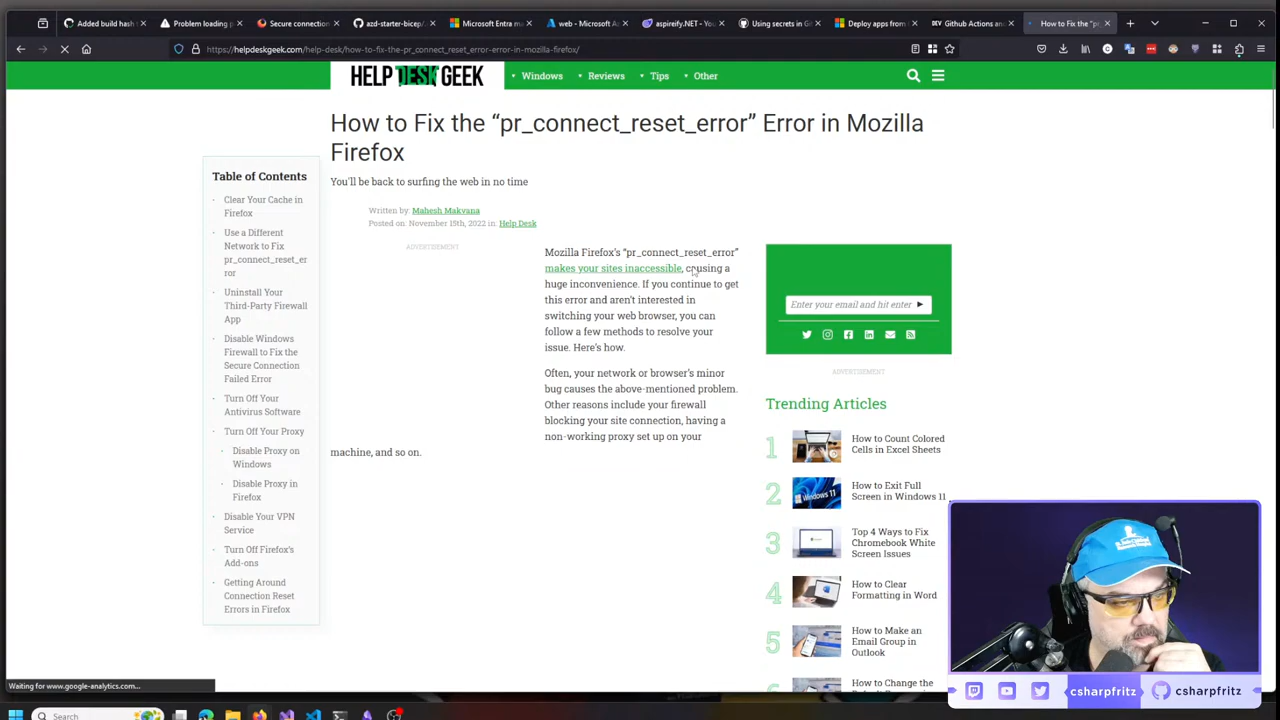 Added bicep
Problem loading
Secure connection
azd-starter-bicep/
Microsoft Entra ma
web - Microsoft A
aspireify.NET - You
Using secrets in G
Deploy apps from
DEV Github Actions and
How to Fix the "p
https://helpdeskgeek.com/help-desk/how-to-fix-the-pr_connect_reset_error-error-in-mozilla-firefox/
HELP DESK GEEK
Windows
Reviews
Tips
Other
How to Fix the “pr_connect_reset_error” Error in Mozilla
Firefox
You'll be back to surfing the web in no time
Written by: Mahesh Makvana
Posted on: November 15th, 2022 in: Help Desk
Table of Contents
Clear Your Cache in
Firefox
Use a Different
Network to Fix
pr_connect_reset_er
ror
Uninstall Your
Third-Party Firewall
App
Disable Windows
Firewall to Fix the
Secure Connection
Failed Error
Turn Off Your
Antivirus Software
Turn Off Your Proxy
Disable Proxy on
Windows
Disable Proxy in
Firefox
Disable Your VPN
Service
Turn Off Firefox's
Add-ons
Getting Around
Connection Reset
Errors in Firefox
ADVERTISEMENT
Mozilla Firefox's “pr_connect_reset_error”
makes your sites inaccessible, causing a
huge inconvenience. If you continue to get
this error and aren't interested in
switching your web browser, you can
follow a few methods to resolve your
issue. Here's how.
Often, your network or browser's minor
bug causes the above-mentioned problem.
Other reasons include your firewall
blocking your site connection, having a
non-working proxy set up on your
machine, and so on.
Enter your email and hit enter
ADVERTISEMENT
Trending Articles
1
How to Count Colored
Cells in Excel Sheets
2
How to Exit Full
Screen in Windows 11
3
Top 4 Ways to Fix
Chromebook White
Screen Issues
4
How to Clear
Formatting in Word
5
How to Make an
Email Group in
Outlook
How to Change the
Waiting for www.google-analytics.com...
csharpfritz
csharpfritz
Search